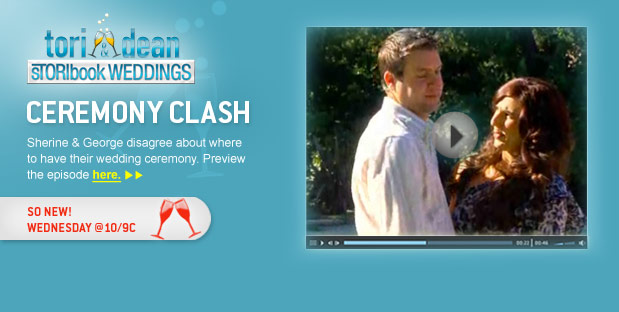 tori & dean
sTORIbook WEDDINGS
CEREMONY CLASH
Sherine & George disagree about where
to have their wedding ceremony. Preview
the episode here.
SO NEW!
WEDNESDAY @10/9C
00:22 00:46